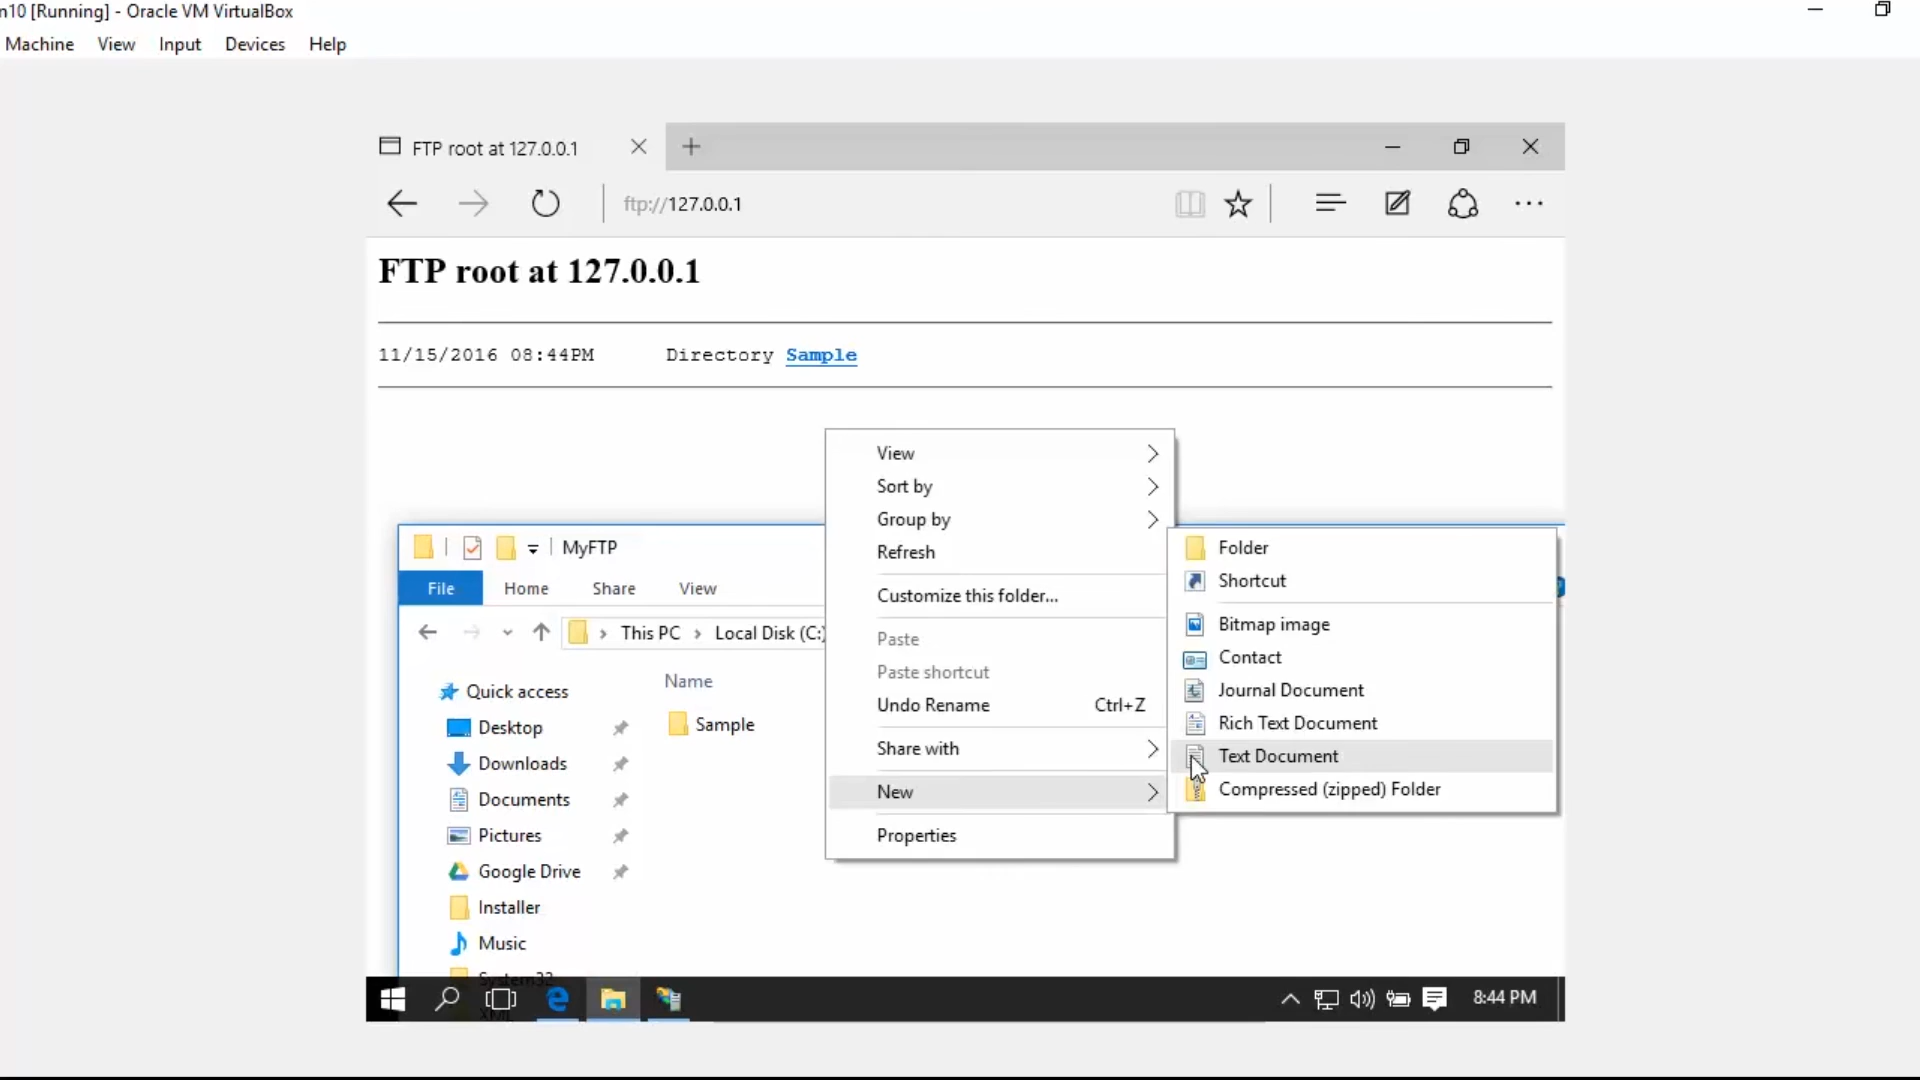 n10 [Running] - Oracle VM VirtualBox
Machine View Input Devices Help
FTP root at 127.0.0.1
ftp://127.0.0.1
FTP root at 127.0.0.1
11/15/2016 08:44PM Directory Sample
View
Sort by
Group by
Refresh
Customize this folder...
Paste
Paste shortcut
Undo Rename Ctrl+Z
Share with
New
Properties
Folder
Shortcut
Bitmap image
Contact
Journal Document
Rich Text Document
Text Document
Compressed (zipped) Folder
MyFTP
File Home Share View
This PC Local Disk (C:)
Name
Sample
Quick access
Desktop
Downloads
Documents
Pictures
Google Drive
Installer
Music
System32
8:44 PM